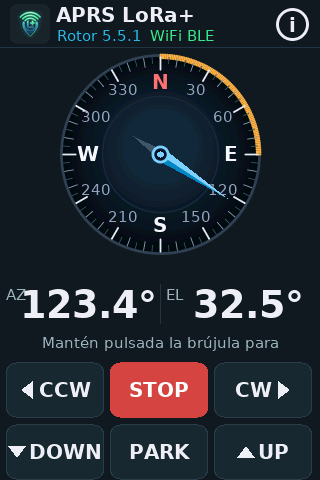 APRS LoRa+
Rotor 5.5.1 WiFi BLE
i
N
330 30
300 60
W E
240 120
210 150
S
AZ 123.4° EL 32.5°
Mantén pulsada la brújula para
CCW STOP CW
DOWN PARK UP